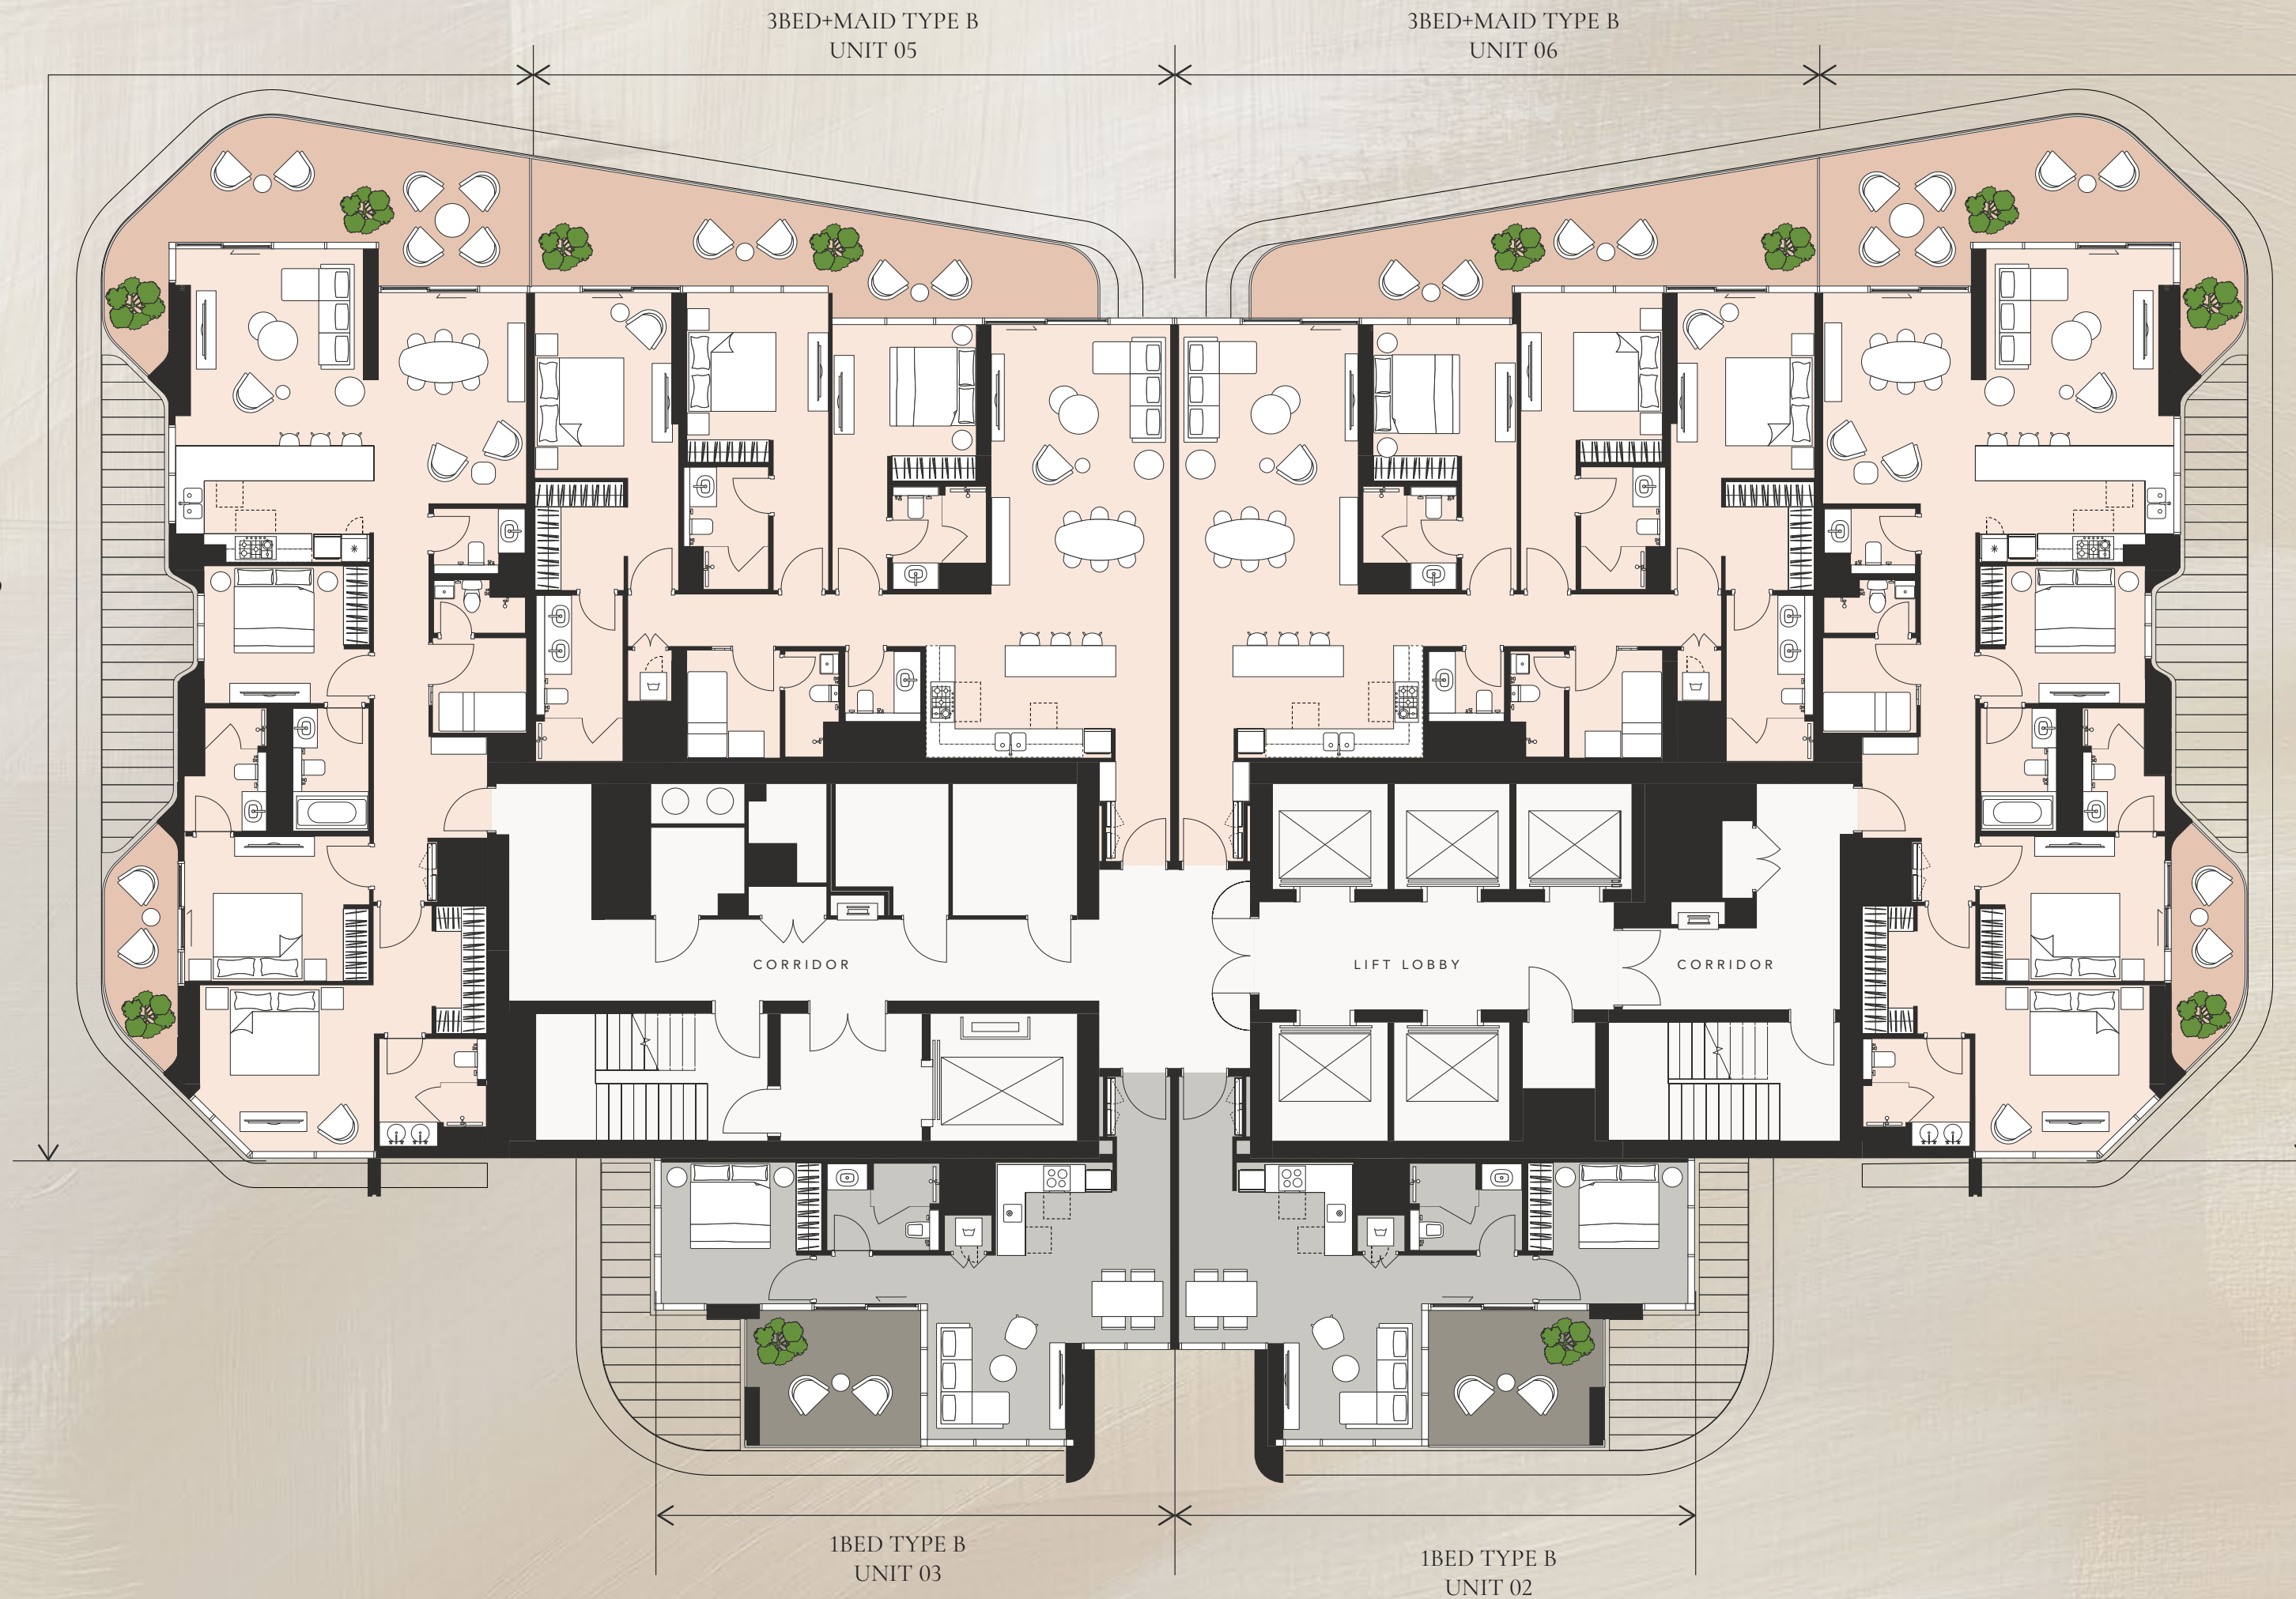 3BED+MAID TYPE B
UNIT 05
3BED+MAID TYPE B
UNIT 06
CORRIDOR
LIFT LOBBY
CORRIDOR
1BED TYPE B
UNIT 03
1BED TYPE B
UNIT 02